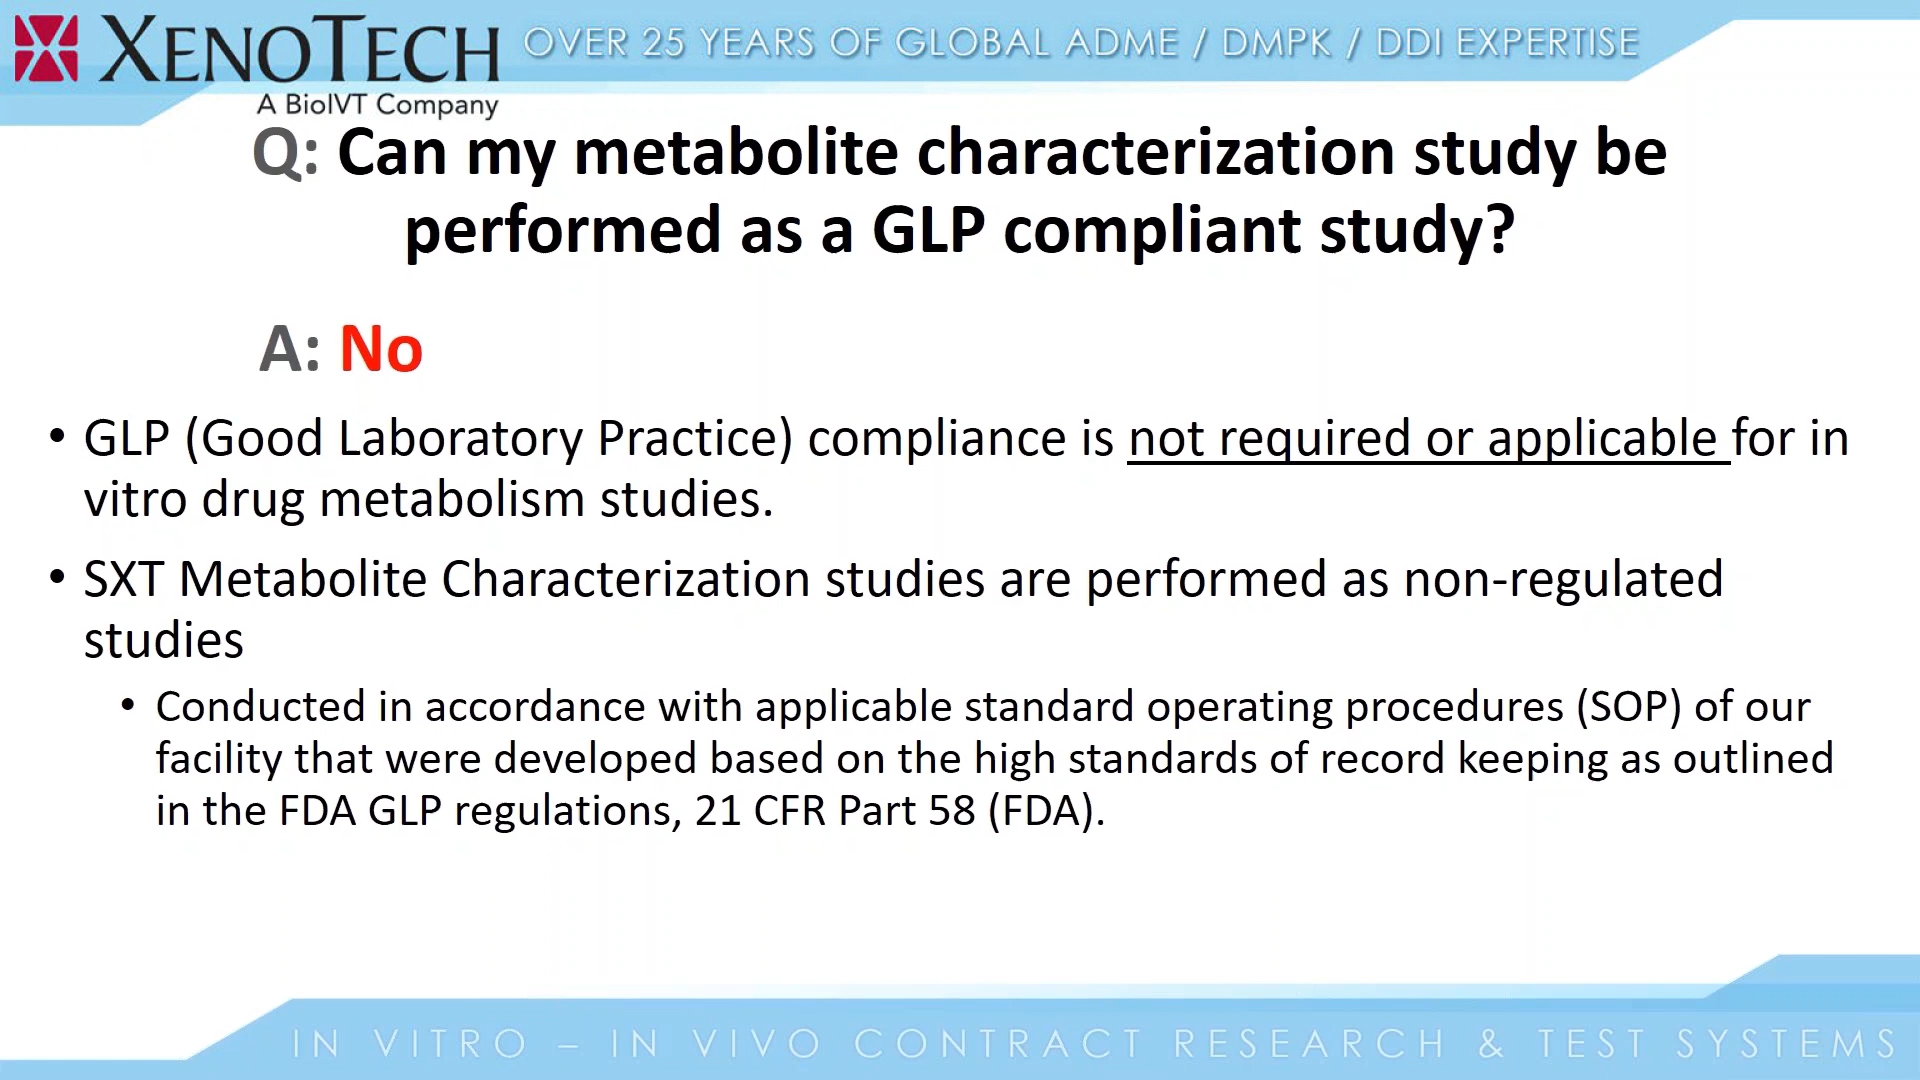 XENOTECH
A BioIVT Company
OVER 25 YEARS OF GLOBAL ADME / DMPK / DDI EXPERTISE
Q: Can my metabolite characterization study be
performed as a GLP compliant study?
A: No
• GLP (Good Laboratory Practice) compliance is not required or applicable for in
vitro drug metabolism studies.
• SXT Metabolite Characterization studies are performed as non-regulated
studies
• Conducted in accordance with applicable standard operating procedures (SOP) of our
facility that were developed based on the high standards of record keeping as outlined
in the FDA GLP regulations, 21 CFR Part 58 (FDA).
IN VITRO – IN VIVO CONTRACT RESEARCH & TEST SYSTEMS